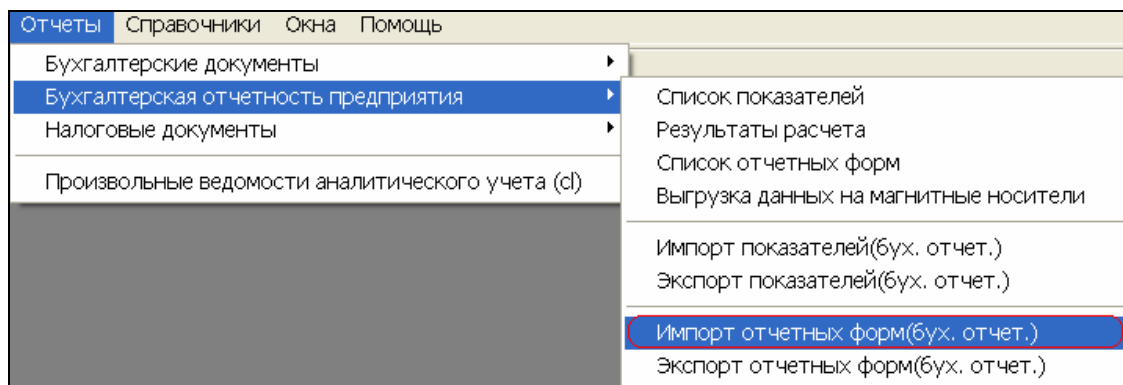 Отчеты Справочники Окна Помощь
Бухгалтерские документы
Бухгалтерская отчетность предприятия
Налоговые документы
Произвольные ведомости аналитического учета (cl)
Список показателей
Результаты расчета
Список отчетных форм
Выгрузка данных на магнитные носители
Импорт показателей(бух. отчет.)
Экспорт показателей(бух. отчет.)
Импорт отчетных форм(бух. отчет.)
Экспорт отчетных форм(бух. отчет.)